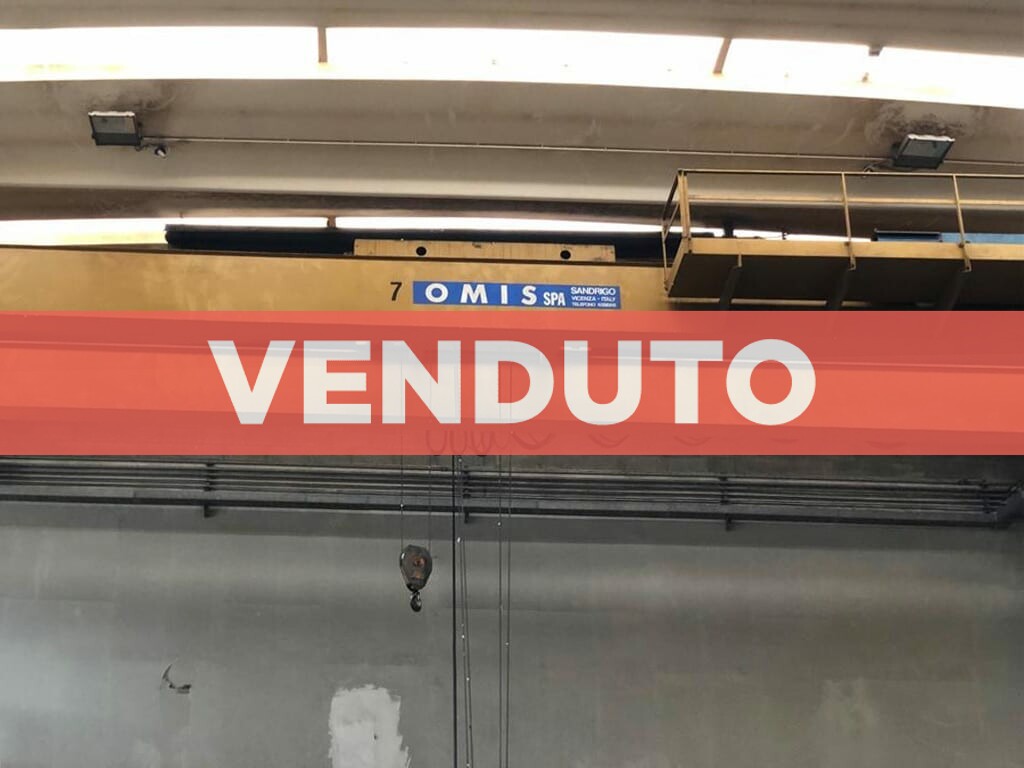 7 OMIS SPA
SANDRIGO
VICENZA - ITALY
VENDUTO